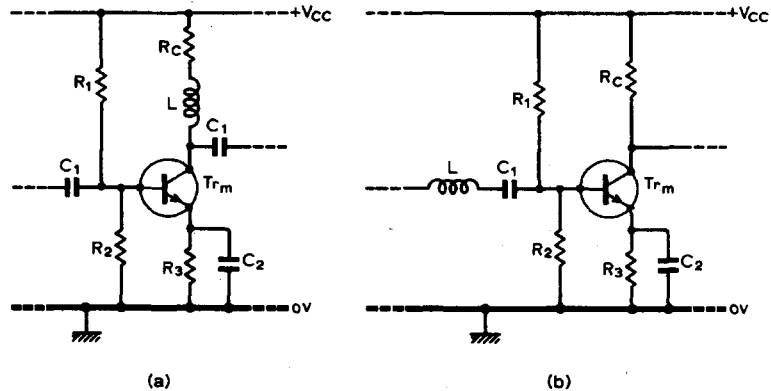 +VCC
RC
R1
L
C1
C1
Trm
R2
R3
C2
0V
(a)
+VCC
RC
R1
L
C1
Trm
R2
R3
C2
0V
(b)